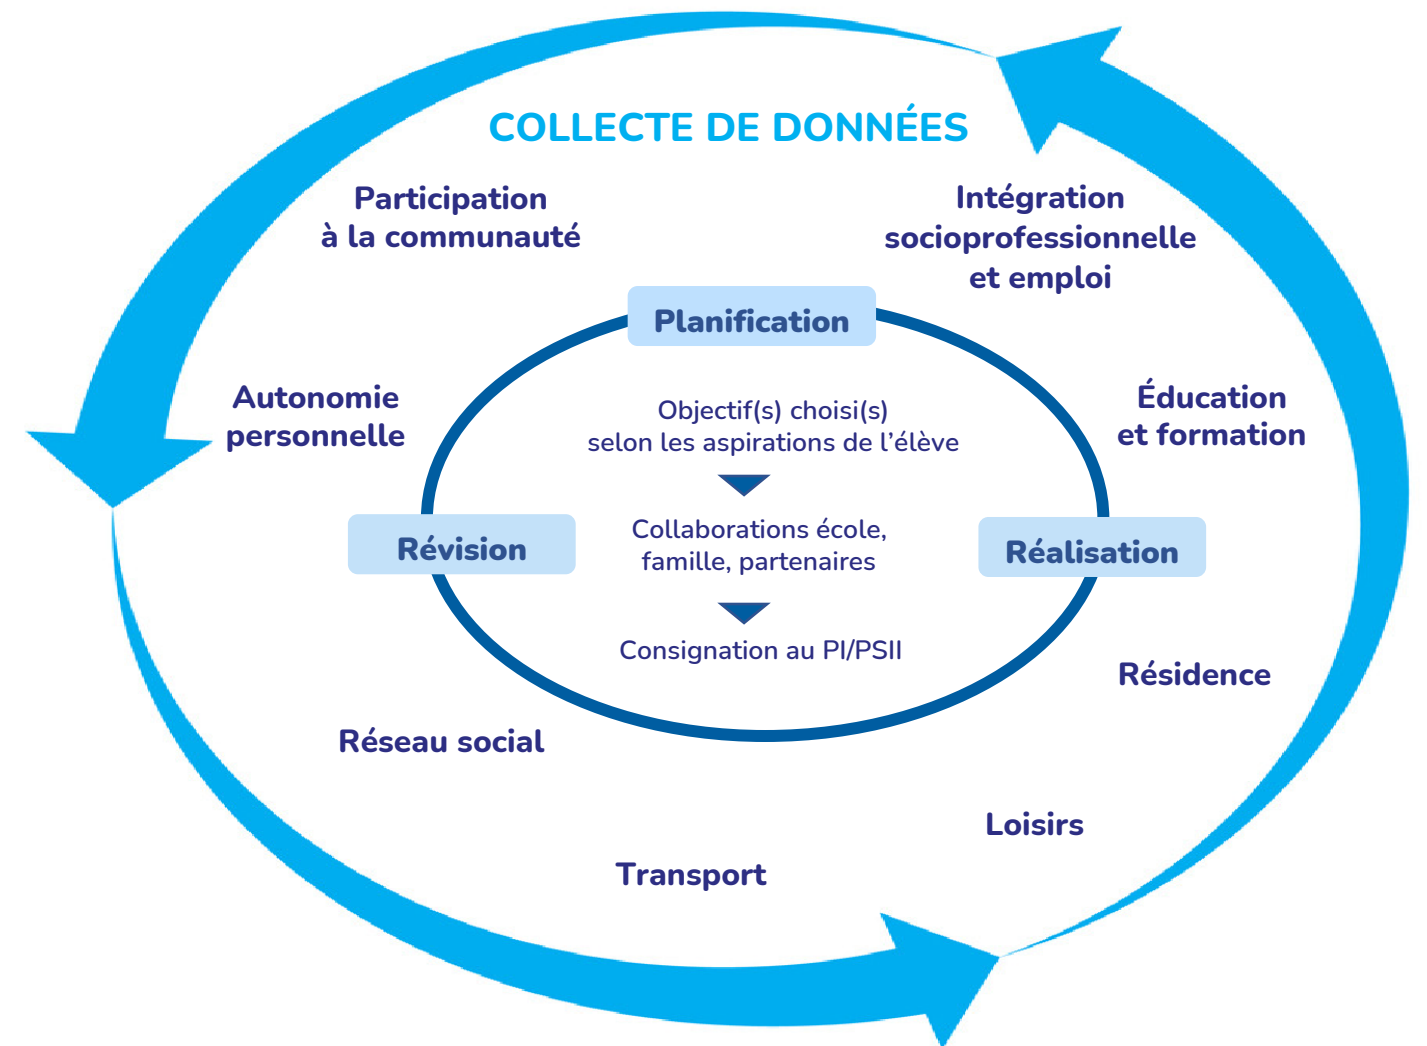 COLLECTE DE DONNÉES
Participation
à la communauté
Intégration
socioprofessionnelle
et emploi
Planification
Autonomie
personnelle
Objectif(s) choisi(s)
selon les aspirations de l’élève
Éducation
et formation
Révision
Collaborations école,
famille, partenaires
Réalisation
Consignation au PI/PSII
Résidence
Réseau social
Loisirs
Transport